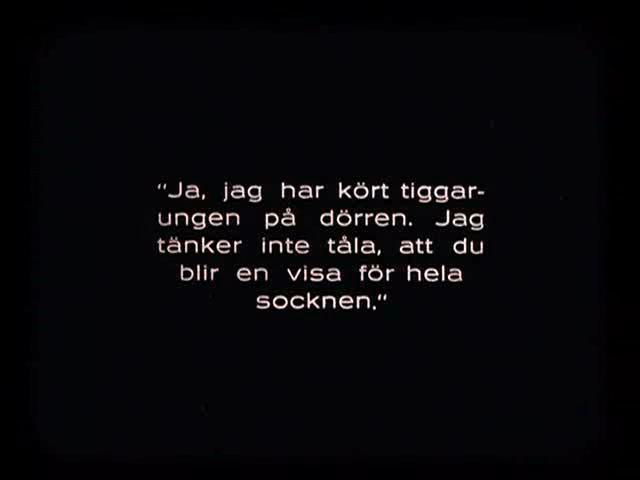 “Ja, jag har kört tiggar-
ungen på dörren. Jag
tänker inte tåla, att du
blir en visa för hela
socknen.“